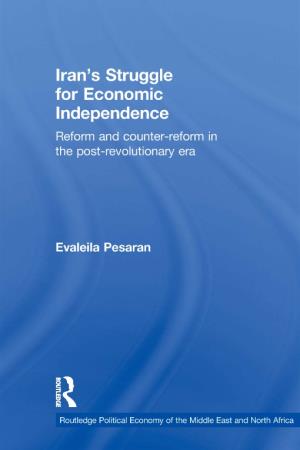 Iran's Struggle
for Economic
Independence
Reform and counter-reform in
the post-revolutionary era
Evaleila Pesaran
ROUTLEDGE
Routledge Political Economy of the Middle East and North Africa